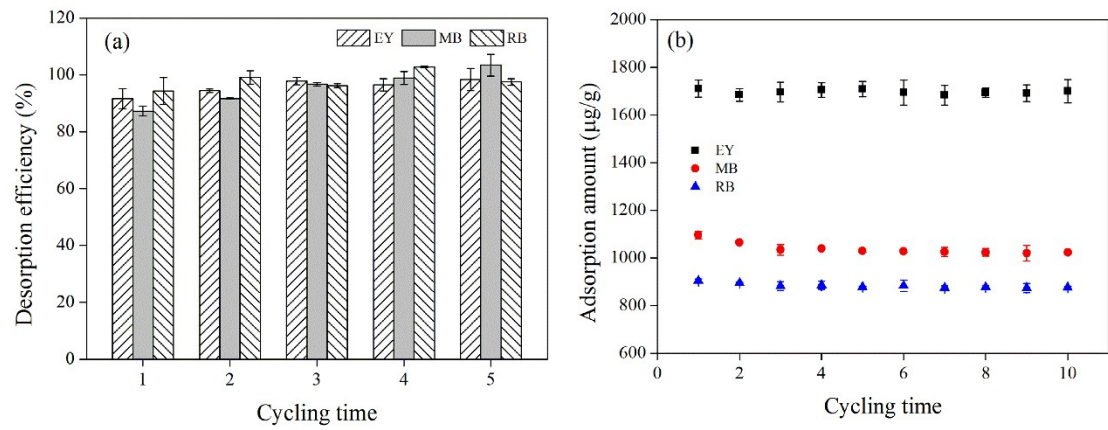 (a)
EY MB RB
120
100
80
60
40
20
0
1 2 3 4 5
Cycling time
Desorption efficiency (%)
(b)
2000
1800
1600
1400
1200
1000
800
600
EY
MB
RB
0 2 4 6 8 10
Cycling time
Adsorption amount (μg/g)